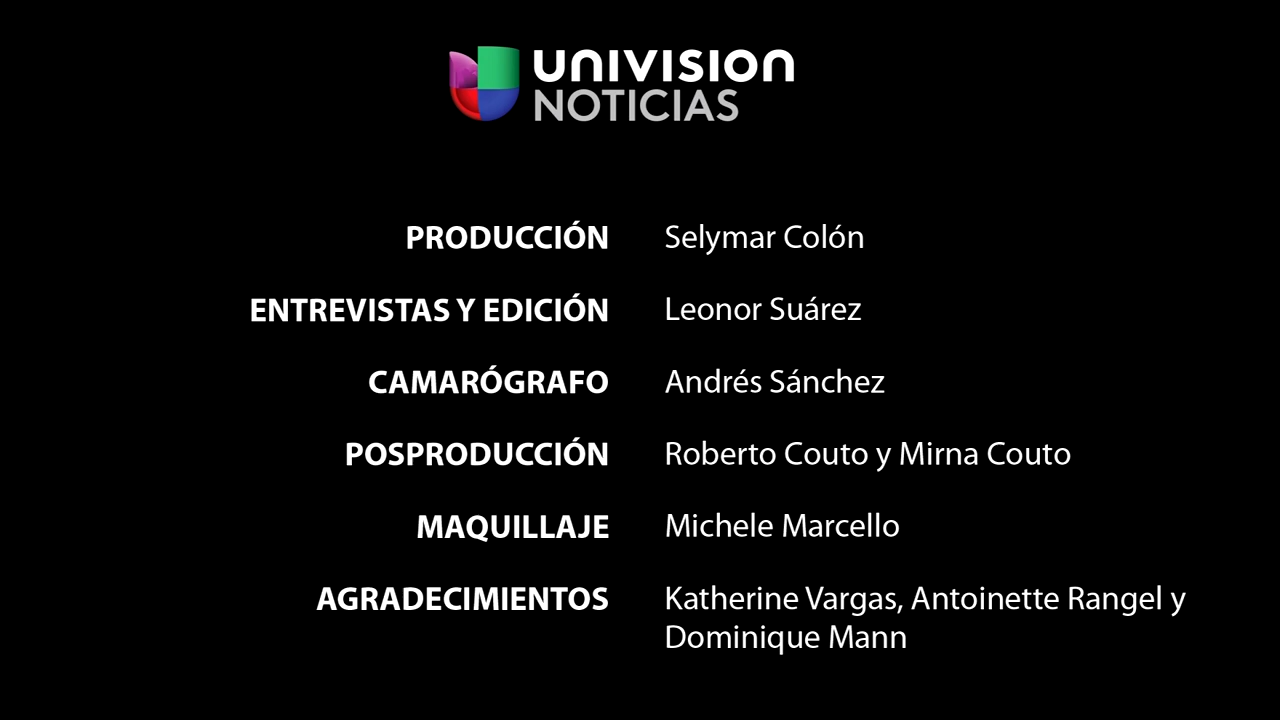 UNIVISION
NOTICIAS
PRODUCCIÓN Selymar Colón
ENTREVISTAS Y EDICIÓN Leonor Suárez
CAMARÓGRAFO Andrés Sánchez
POSPRODUCCIÓN Roberto Couto y Mirna Couto
MAQUILLAJE Michele Marcello
AGRADECIMIENTOS Katherine Vargas, Antoinette Rangel y
Dominique Mann